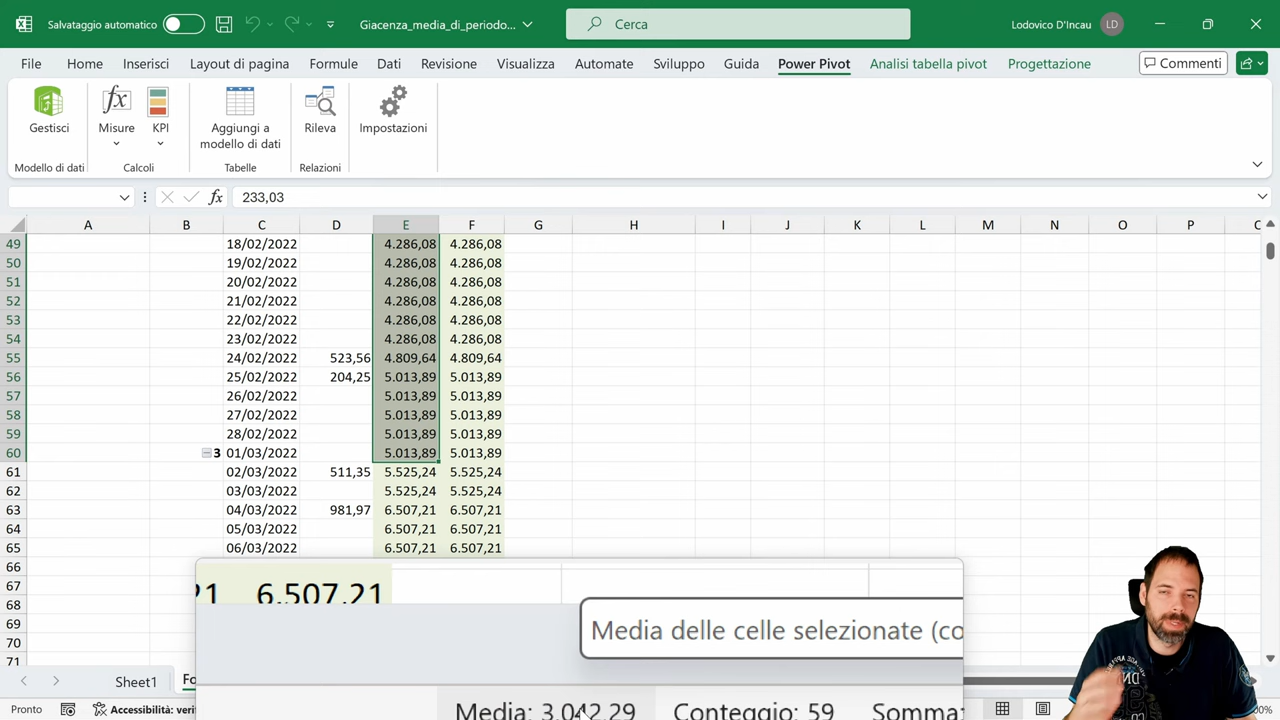 Salvataggio automatico
Giacenza_media_di_periodo...
Cerca
Lodovico D'Incau
LD
File Home Inserisci Layout di pagina Formule Dati Revisione Visualizza Automate Sviluppo Guida Power Pivot Analisi tabella pivot Progettazione
Commenti
Gestisci
Misure
KPI
Aggiungi a
modello di dati
Rileva
Impostazioni
Modello di dati
Calcoli
Tabelle
Relazioni
fx 233,03
A B C D E F G H I J K L M N O P
49 18/02/2022 4.286,08 4.286,08
50 19/02/2022 4.286,08 4.286,08
51 20/02/2022 4.286,08 4.286,08
52 21/02/2022 4.286,08 4.286,08
53 22/02/2022 4.286,08 4.286,08
54 23/02/2022 4.286,08 4.286,08
55 24/02/2022 523,56 4.809,64 4.809,64
56 25/02/2022 204,25 5.013,89 5.013,89
57 26/02/2022 5.013,89 5.013,89
58 27/02/2022 5.013,89 5.013,89
59 28/02/2022 5.013,89 5.013,89
60 3 01/03/2022 5.013,89 5.013,89
61 02/03/2022 511,35 5.525,24 5.525,24
62 03/03/2022 5.525,24 5.525,24
63 04/03/2022 981,97 6.507,21 6.507,21
64 05/03/2022 6.507,21 6.507,21
65 06/03/2022 6.507,21 6.507,21
66
67
68
69
70
71
21 6.507,21
Media delle celle selezionate (co
Media: 3.042,29 Conteggio: 59 Somma:
Sheet1
Fo
Pronto
Accessibilità: veri